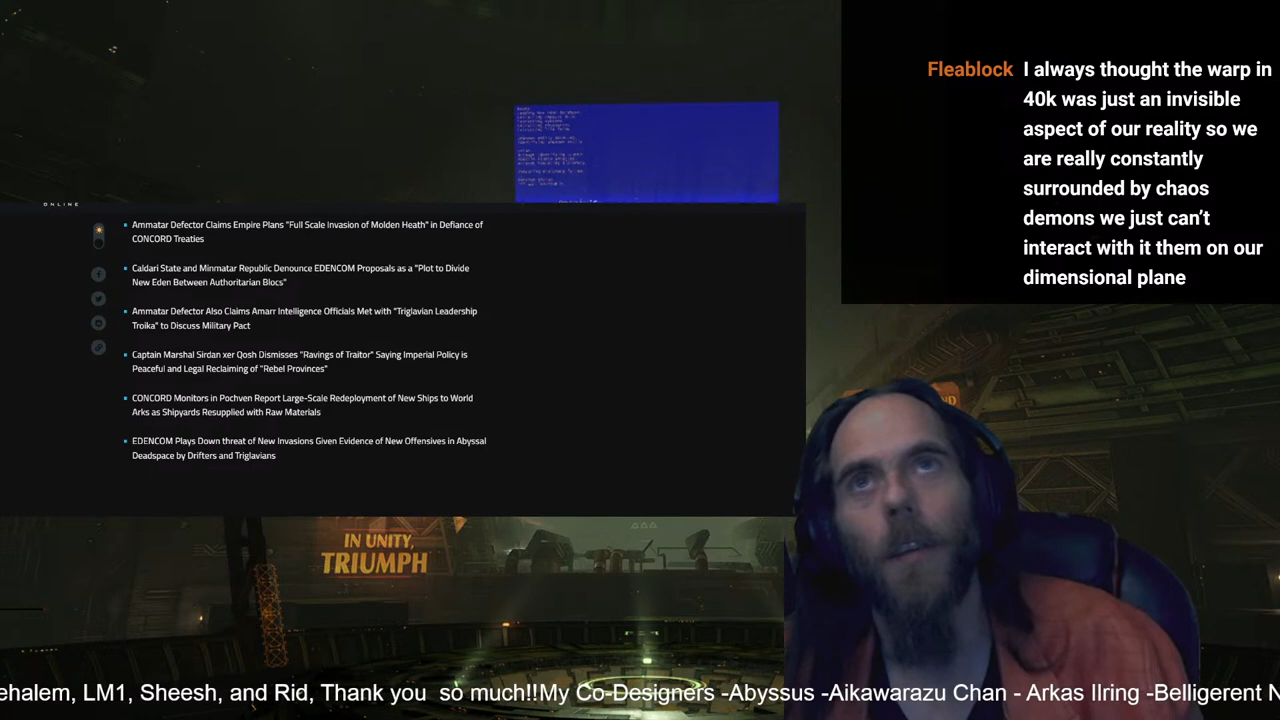 Fleablock I always thought the warp in
40k was just an invisible
aspect of our reality so we
are really constantly
surrounded by chaos
demons we just can't
interact with it them on our
dimensional plane
ONLINE
Ammatar Defector Claims Empire Plans "Full Scale Invasion of Molden Heath" in Defiance of
CONCORD Treaties
Caldari State and Minmatar Republic Denounce EDENCOM Proposals as a "Plot to Divide
New Eden Between Authoritarian Blocs"
Ammatar Defector Also Claims Amarr Intelligence Officials Met with "Triglavian Leadership
Troika" to Discuss Military Pact
Captain Marshal Sirdan xer Qosh Dismisses "Ravings of Traitor" Saying Imperial Policy is
Peaceful and Legal Reclaiming of "Rebel Provinces"
CONCORD Monitors in Pochven Report Large-Scale Redeployment of New Ships to World
Arks as Shipyards Resupplied with Raw Materials
EDENCOM Plays Down threat of New Invasions Given Evidence of New Offensives in Abyssal
Deadspace by Drifters and Triglavians
IN UNITY,
TRIUMPH
ehalem, LM1, Sheesh, and Rid, Thank you so much!!My Co-Designers -Abyssus -Aikawarazu Chan - Arkas Ilring -Belligerent N